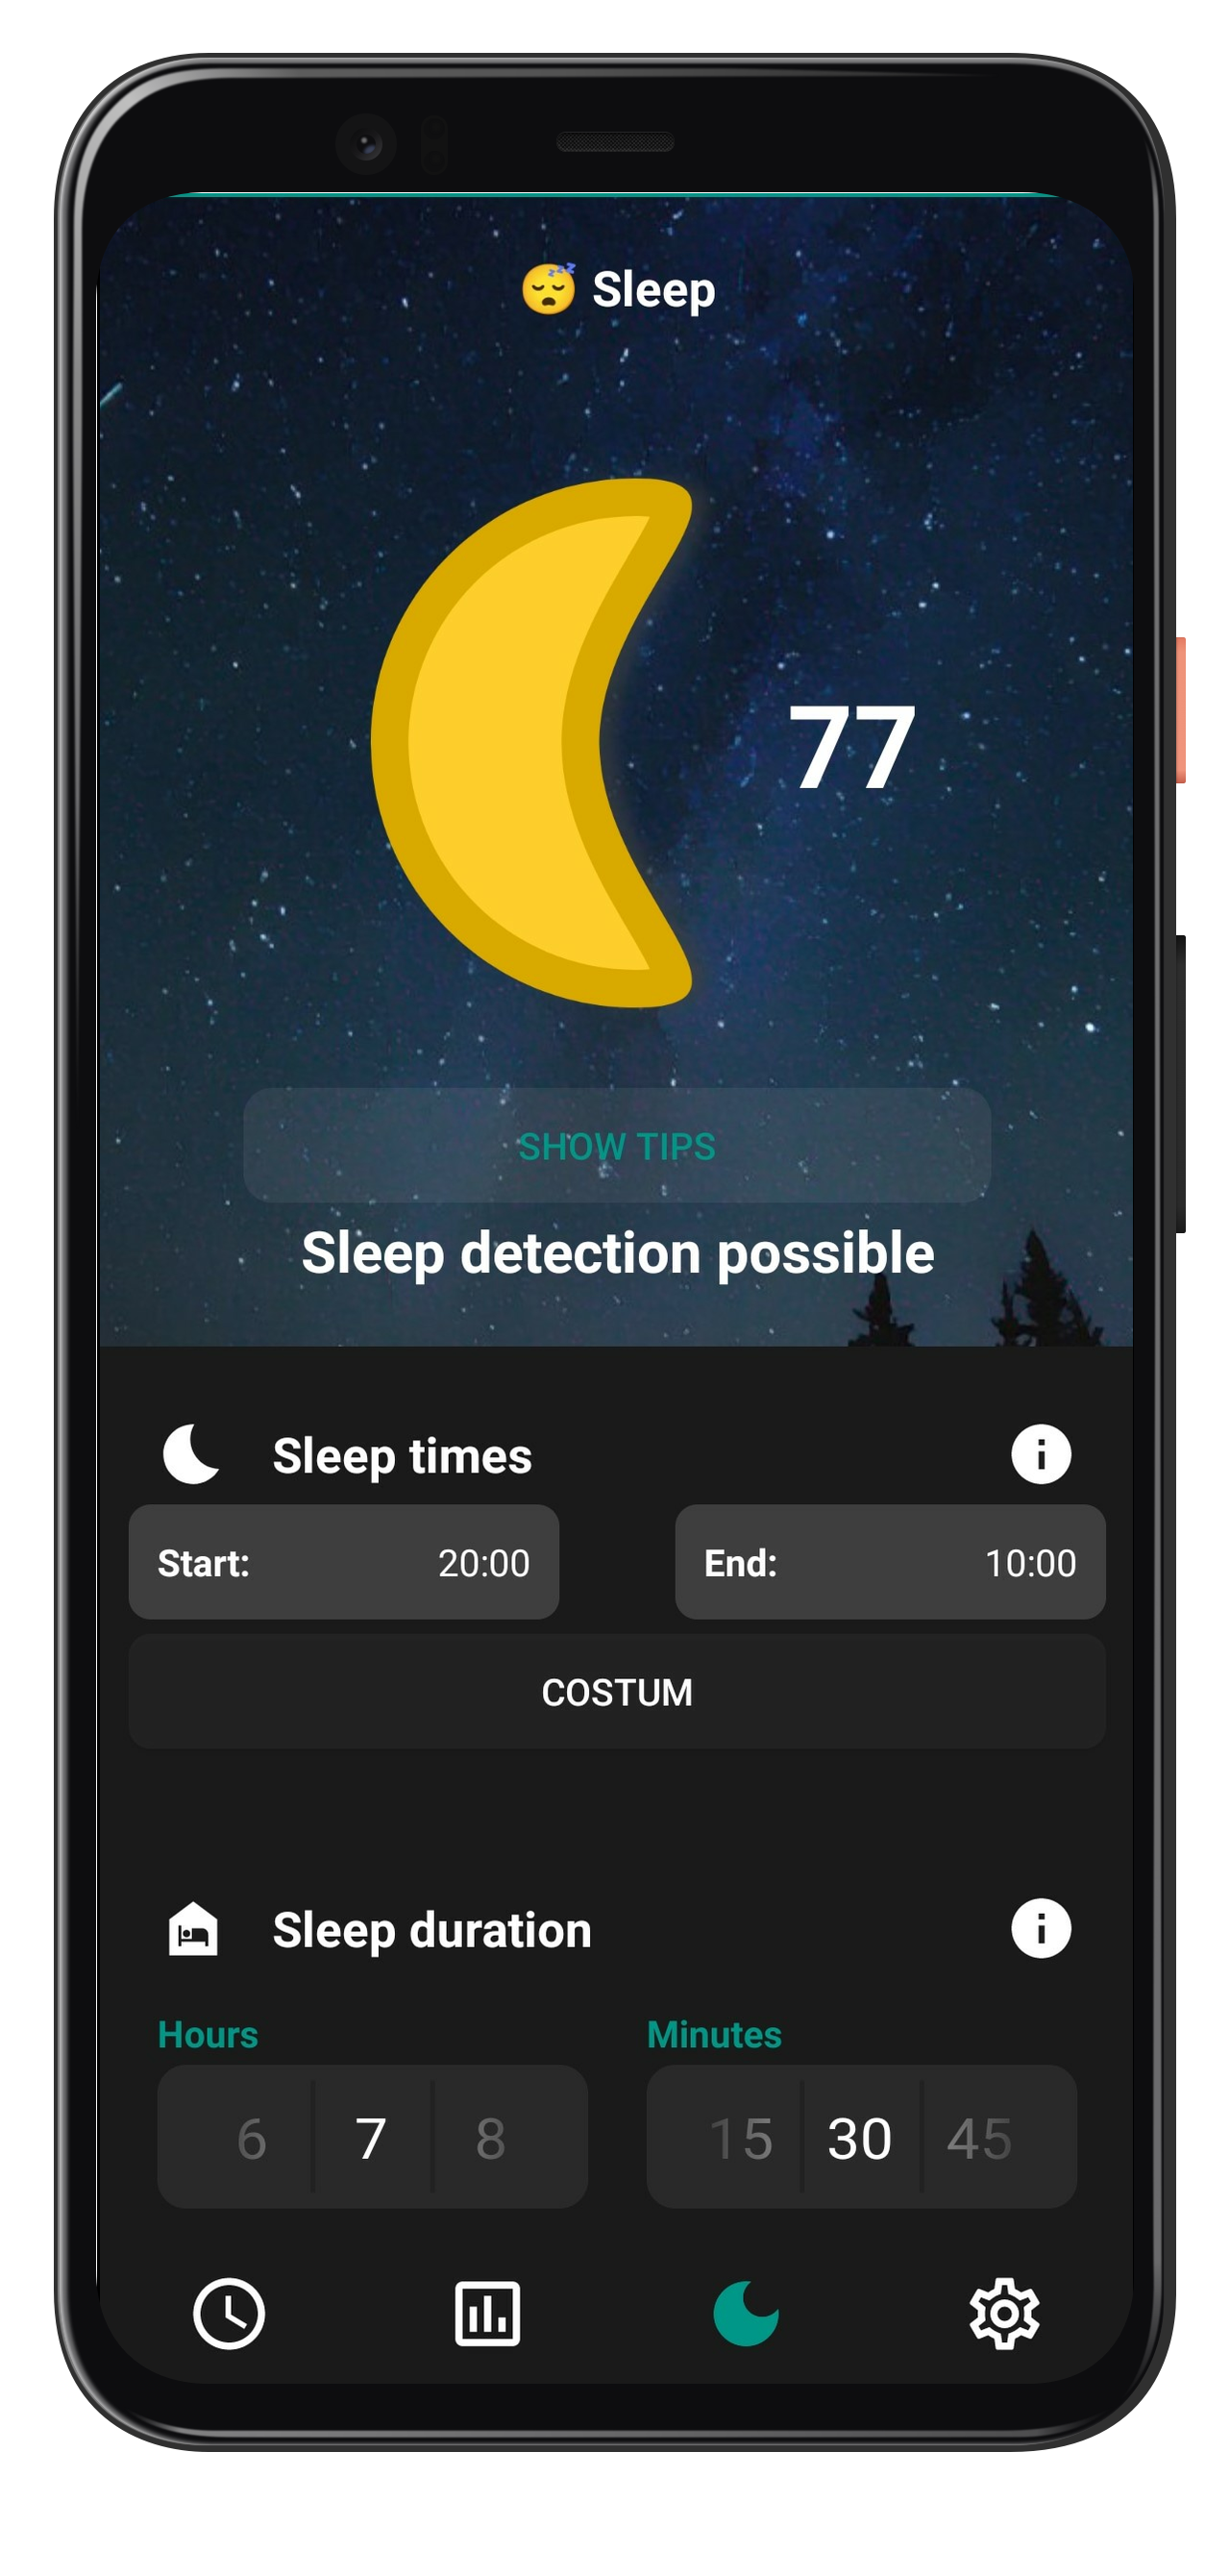 😴 Sleep
77
SHOW TIPS
Sleep detection possible
Sleep times
Start: 20:00 End: 10:00
COSTUM
Sleep duration
Hours Minutes
6 7 8 15 30 45